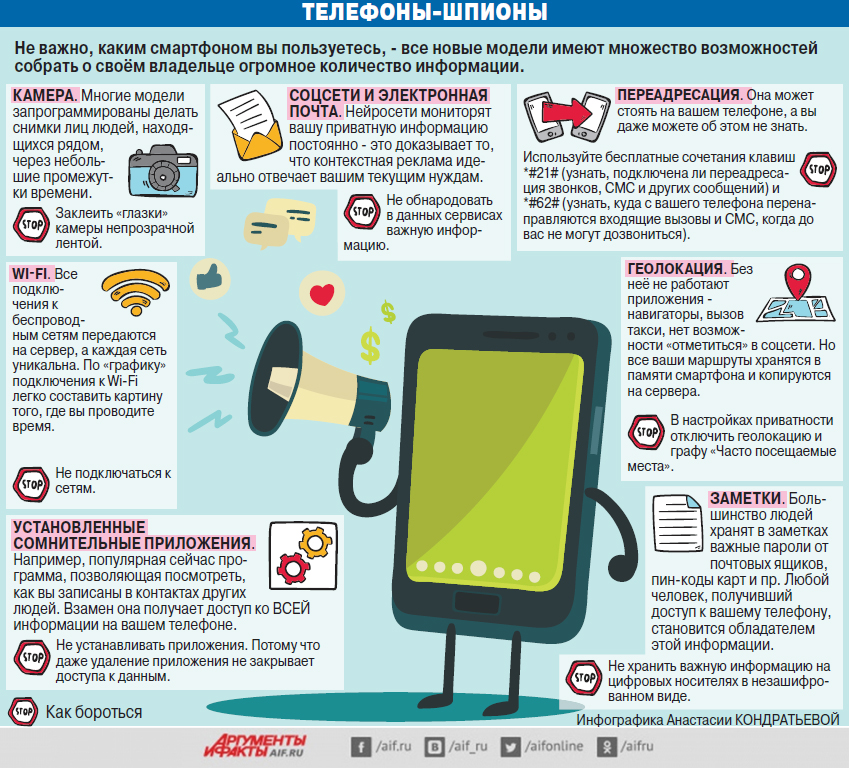 ТЕЛЕФОНЫ-ШПИОНЫ
Не важно, каким смартфоном вы пользуетесь, - все новые модели имеют множество возможностей
собрать о своём владельце огромное количество информации.
КАМЕРА. Многие модели
запрограммированы делать
снимки лиц людей, находя-
щихся рядом,
через неболь-
шие промежут-
ки времени.
STOP
Заклеить «глазки»
камеры непрозрачной
лентой.
СОЦСЕТИ И ЭЛЕКТРОННАЯ
ПОЧТА. Нейросети мониторят
вашу приватную информацию
постоянно - это доказывает то,
что контекстная реклама иде-
ально отвечает вашим текущим нуждам.
STOP
Не обнародовать
в данных сервисах
важную инфор-
мацию.
ПЕРЕАДРЕСАЦИЯ. Она может
стоять на вашем телефоне, а вы
даже можете об этом не знать.
Используйте бесплатные сочетания клавиш
*#21# (узнать, подключена ли переадреса-
ция звонков, СМС и других сообщений) и
*#62# (узнать, куда с вашего телефона перена-
правляются входящие вызовы и СМС, когда до
вас не могут дозвониться).
STOP
WI-FI. Все
подклю-
чения к
беспровод-
ным сетям передаются
на сервер, а каждая сеть
уникальна. По «графику»
подключения к Wi-Fi
легко составить картину
того, где вы проводите
время.
STOP
Не подключаться к
сетям.
$
$
ГЕОЛОКАЦИЯ. Без
неё не работают
приложения -
навигаторы, вызов
такси, нет возмож-
ности «отметиться» в соцсети. Но
все ваши маршруты хранятся в
памяти смартфона и копируются
на сервера.
STOP
В настройках приватности
отключить геолокацию и
графу «Часто посещаемые
места».
УСТАНОВЛЕННЫЕ
СОМНИТЕЛЬНЫЕ ПРИЛОЖЕНИЯ.
Например, популярная сейчас про-
грамма, позволяющая посмотреть,
как вы записаны в контактах других
людей. Взамен она получает доступ ко ВСЕЙ
информации на вашем телефоне.
STOP
Не устанавливать приложения. Потому что
даже удаление приложения не закрывает
доступа к данным.
ЗАМЕТКИ. Боль-
шинство людей
хранят в заметках
важные пароли от
почтовых ящиков,
пин-коды карт и пр. Любой
человек, получивший
доступ к вашему телефону,
становится обладателем
этой информации.
STOP
Не хранить важную информацию на
цифровых носителях в незашифро-
ванном виде.
STOP
Как бороться
Инфографика Анастасии КОНДРАТЬЕВОЙ
АРГУМЕНТЫ
И ФАКТЫ AIF.RU
f /aif.ru
B /aif_ru
/aifonline
/aifru